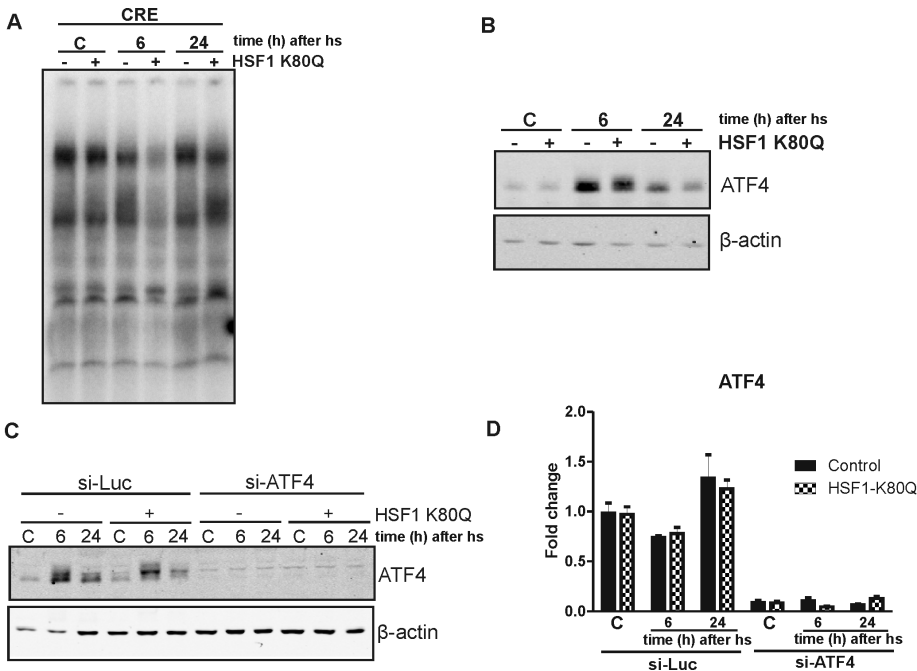 A
CRE
C 6 24 time (h) after hs
- + - + - + HSF1 K80Q
B
C 6 24 time (h) after hs
- + - + - + HSF1 K80Q
ATF4
β-actin
C
si-Luc si-ATF4
- + - + HSF1 K80Q
C 6 24 C 6 24 C 6 24 C 6 24 time (h) after hs
ATF4
β-actin
D
ATF4
Fold change
2.0
1.5
1.0
0.5
0.0
Control
HSF1-K80Q
C 6 24 C 6 24
time (h) after hs time (h) after hs
si-Luc si-ATF4